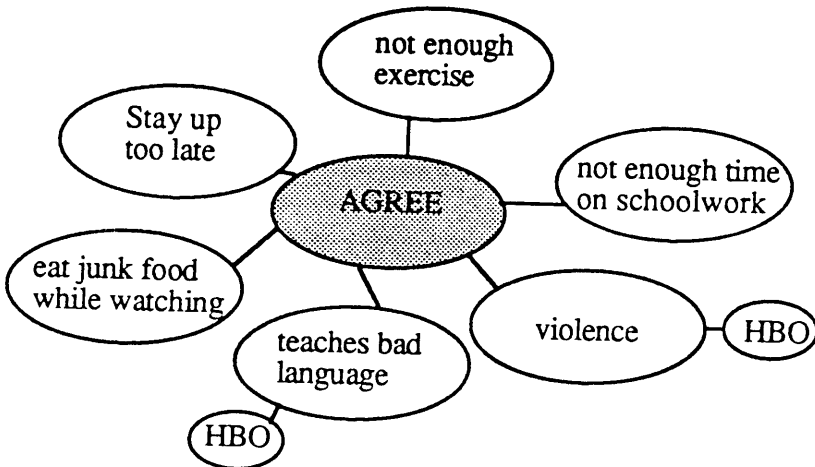 not enough
exercise
Stay up
too late
AGREE
not enough time
on schoolwork
eat junk food
while watching
teaches bad
language
violence
HBO
HBO